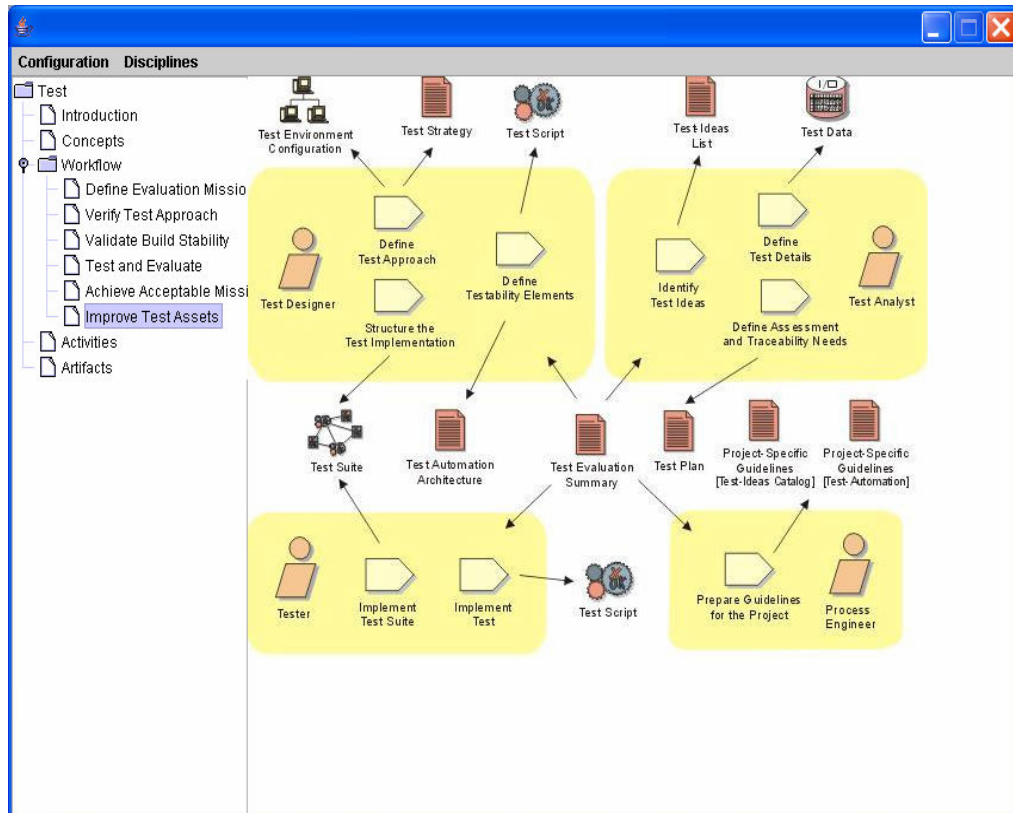 Configuration Disciplines
Test
Introduction
Concepts
Workflow
Define Evaluation Missio
Verify Test Approach
Validate Build Stability
Test and Evaluate
Achieve Acceptable Missi
Improve Test Assets
Activities
Artifacts
Test Environment
Configuration
Test Strategy
Test Script
Test-Ideas
List
Test Data
Test Designer
Define
Test Approach
Structure the
Test Implementation
Define
Testability Elements
Identify
Test Ideas
Define
Test Details
Define Assessment
and Traceability Needs
Test Analyst
Test Suite
Test Automation
Architecture
Test Evaluation
Summary
Test Plan
Project-Specific
Guidelines
[Test-Ideas Catalog]
Project-Specific
Guidelines
[Test-Automation]
Tester
Implement
Test Suite
Implement
Test
Test Script
Prepare Guidelines
for the Project
Process
Engineer